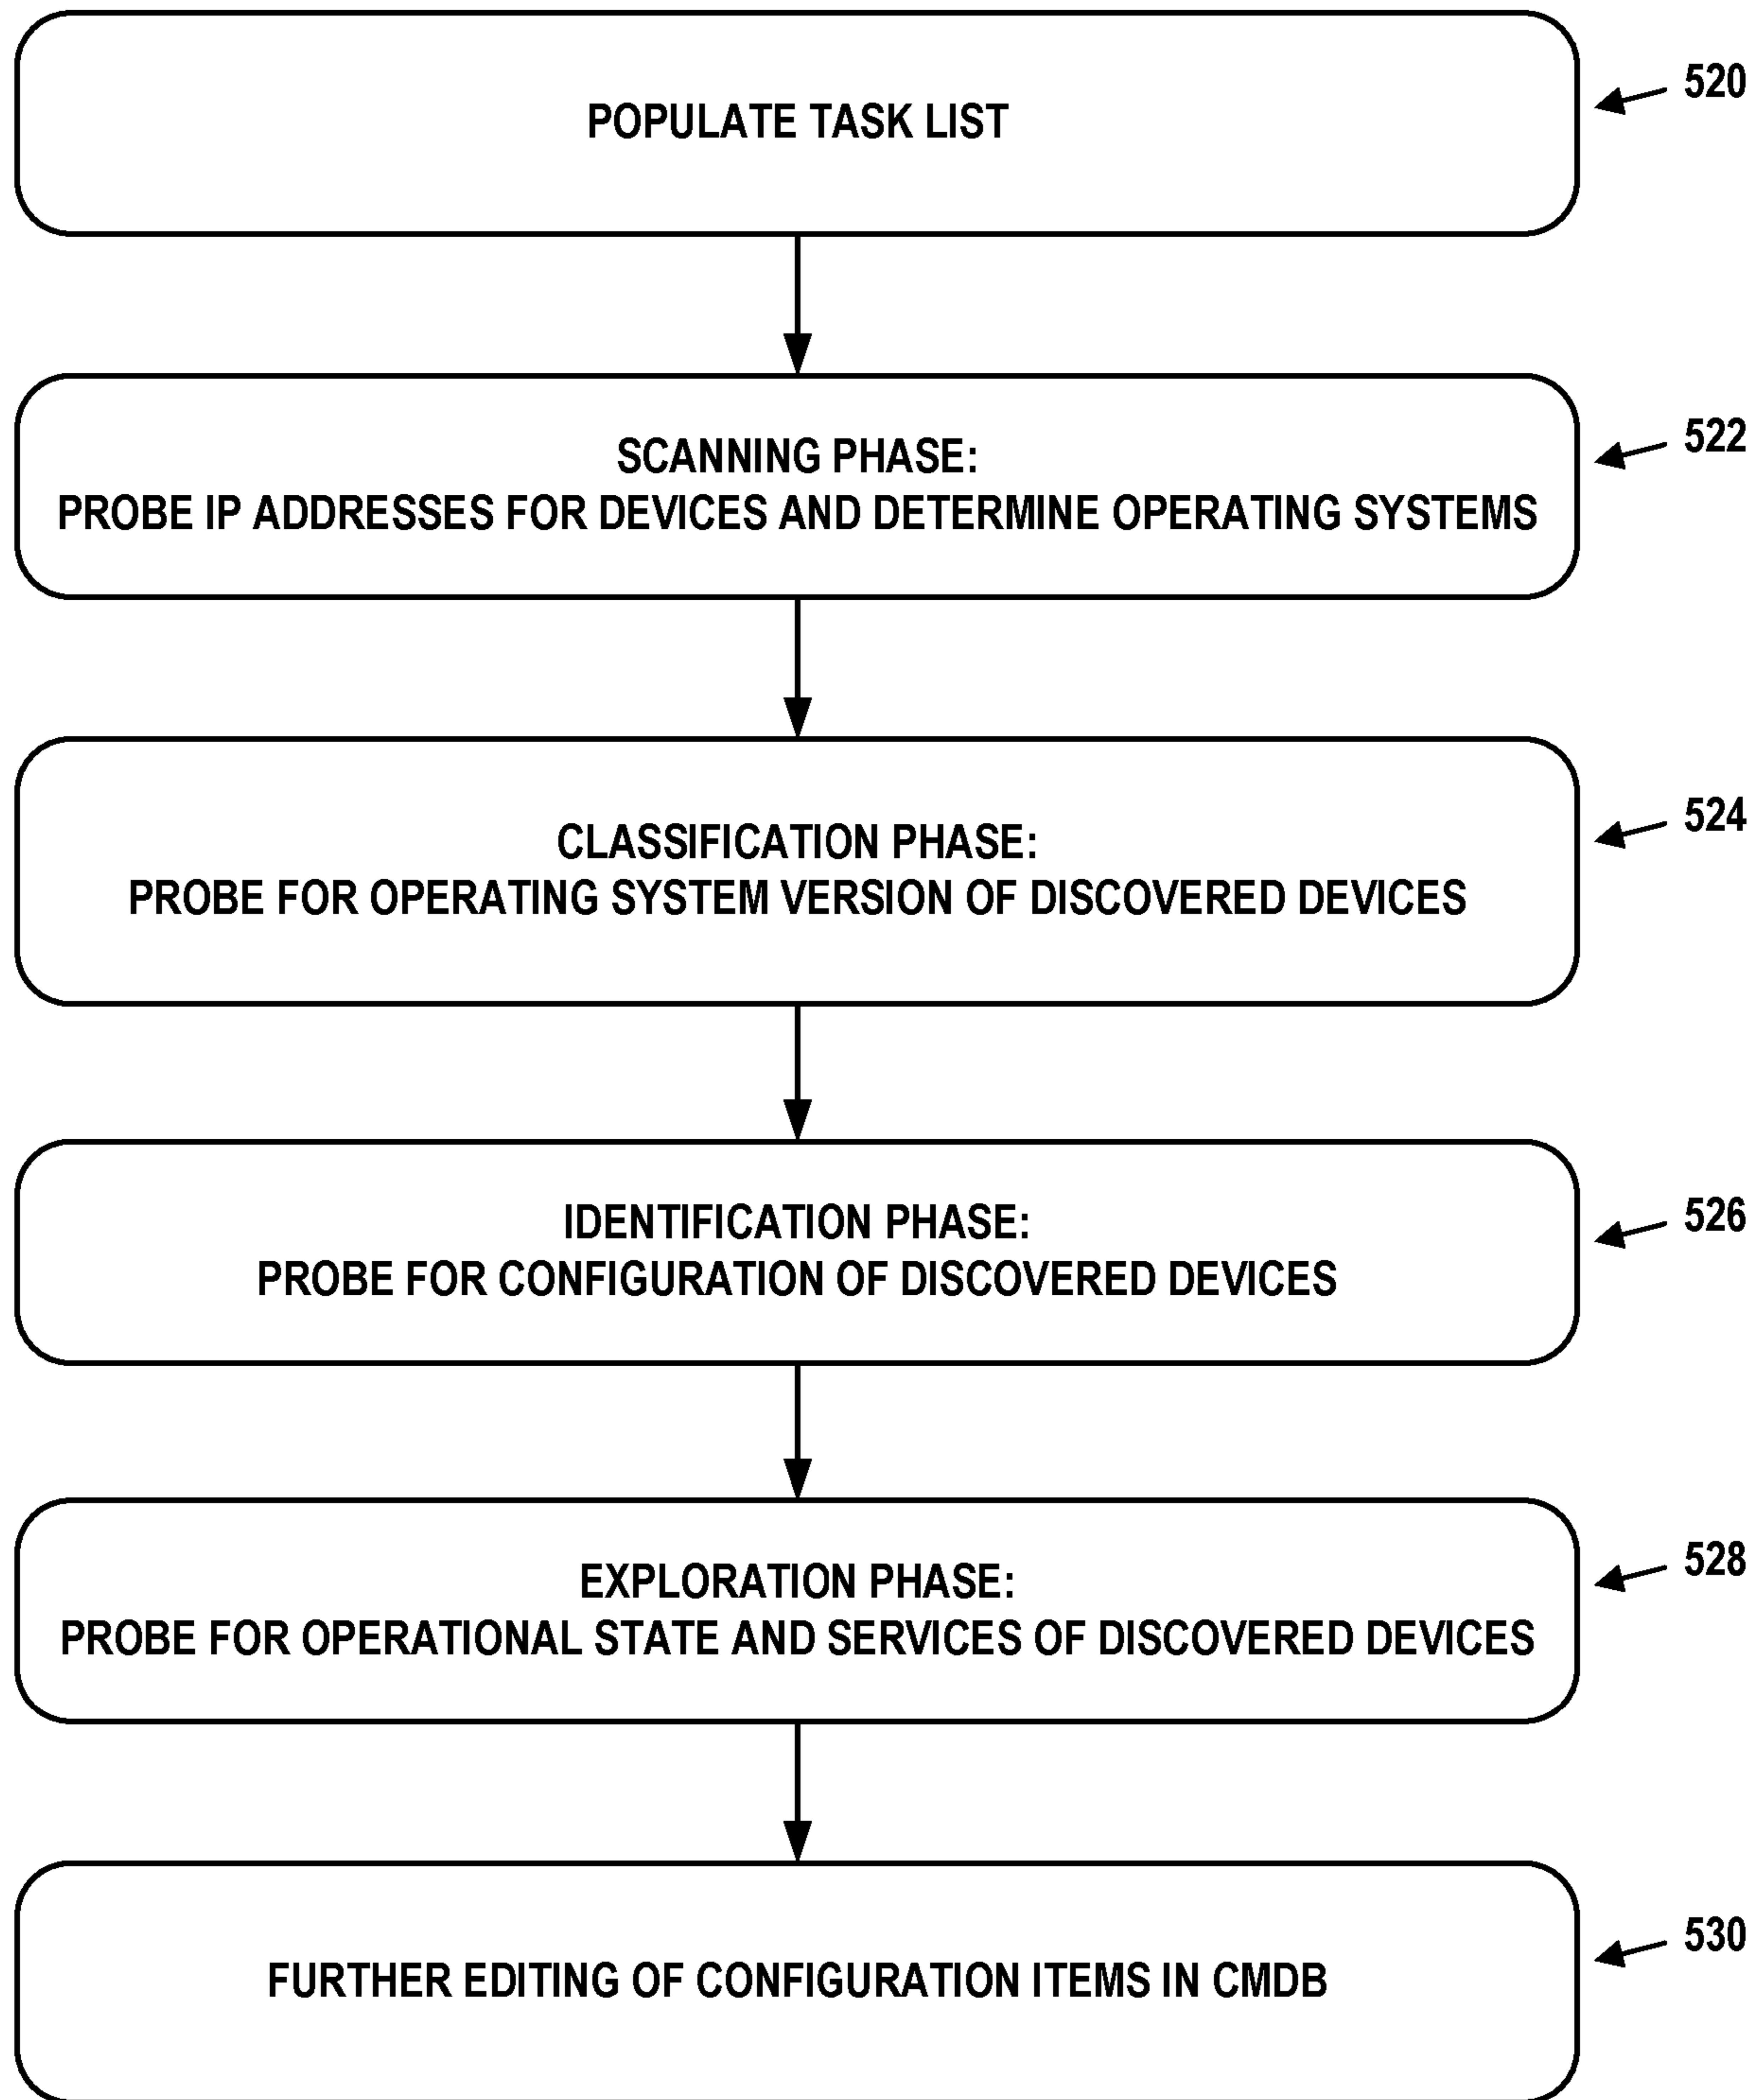 POPULATE TASK LIST
520
SCANNING PHASE:
PROBE IP ADDRESSES FOR DEVICES AND DETERMINE OPERATING SYSTEMS
522
CLASSIFICATION PHASE:
PROBE FOR OPERATING SYSTEM VERSION OF DISCOVERED DEVICES
524
IDENTIFICATION PHASE:
PROBE FOR CONFIGURATION OF DISCOVERED DEVICES
526
EXPLORATION PHASE:
PROBE FOR OPERATIONAL STATE AND SERVICES OF DISCOVERED DEVICES
528
FURTHER EDITING OF CONFIGURATION ITEMS IN CMDB
530